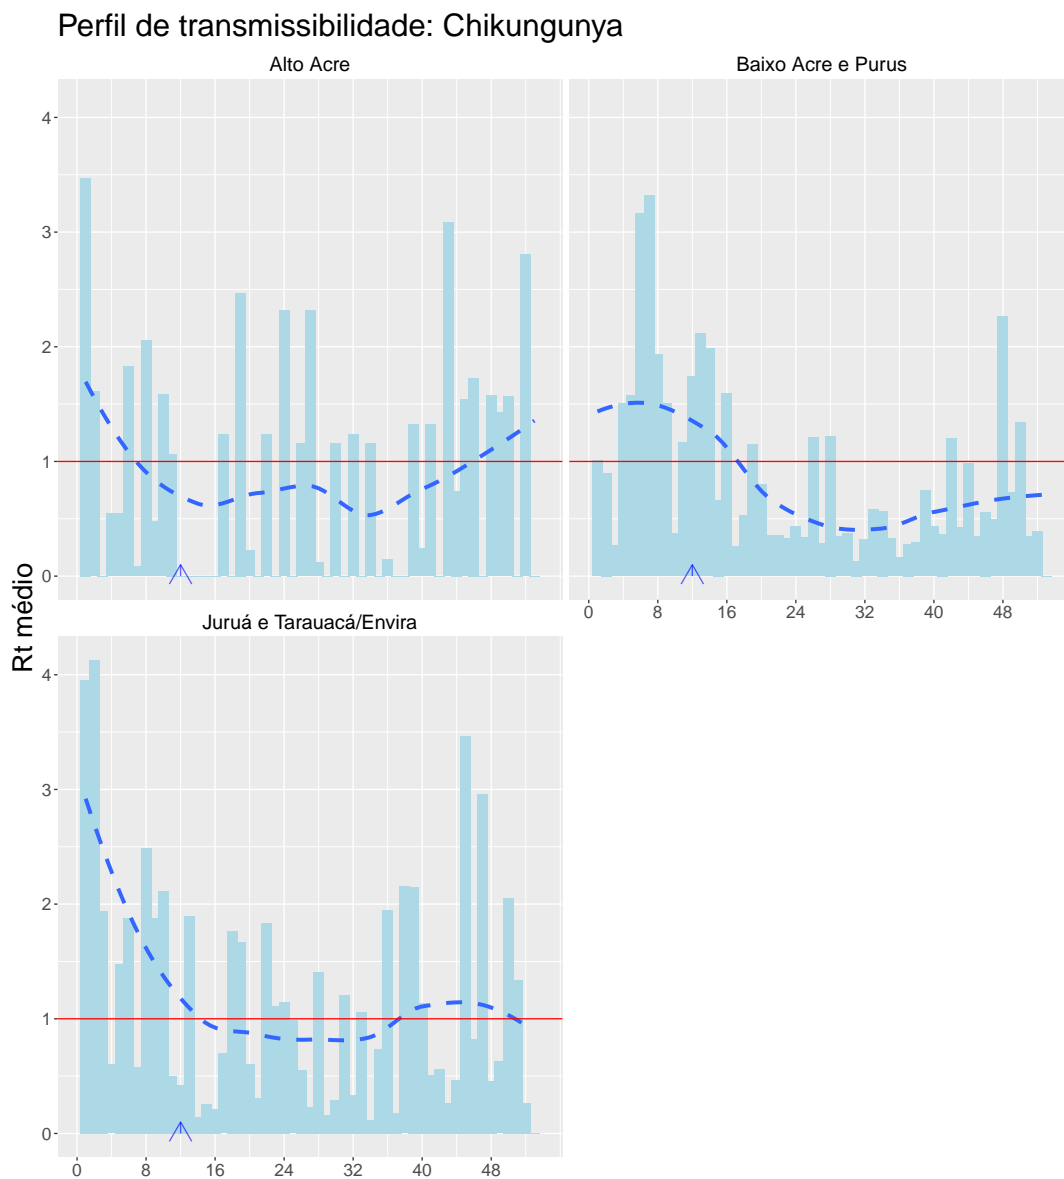 Perfil de transmissibilidade: Chikungunya
Alto Acre
Baixo Acre e Purus
4
3
2
1
0
0 8 16 24 32 40 48
Rt médio
Juruá e Tarauacá/Envira
4
3
2
1
0
0 8 16 24 32 40 48